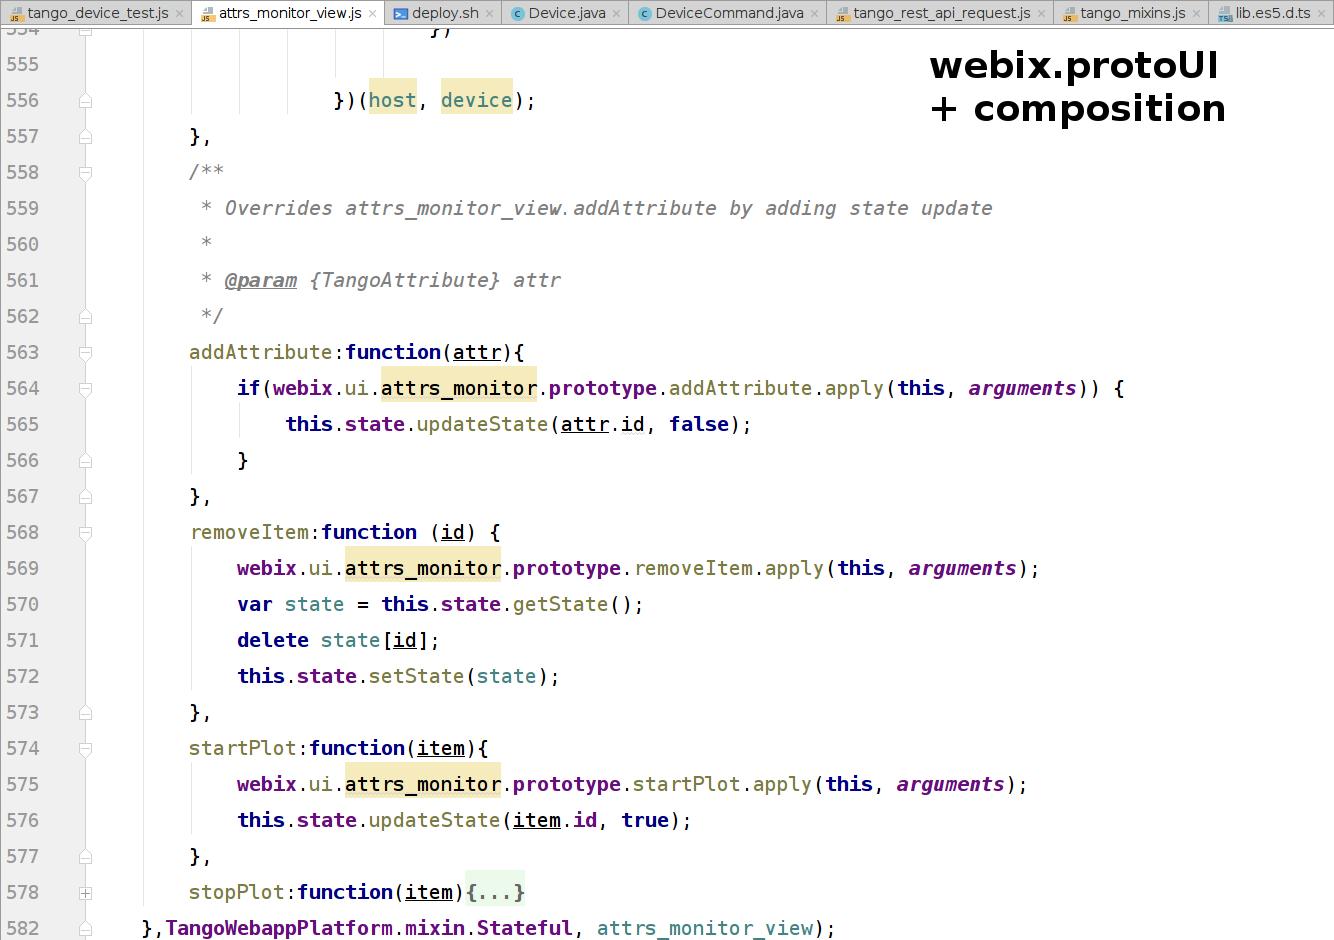 tango_device_test.js × attrs_monitor_view.js × deploy.sh × Device.java × DeviceCommand.java × tango_rest_api_request.js × tango_mixins.js × lib.es5.d.ts ×
webix.protoUI
+ composition
554 })
555
556 })(host, device);
557 },
558 /**
559 * Overrides attrs_monitor_view.addAttribute by adding state update
560 *
561 * @param {TangoAttribute} attr
562 */
563 addAttribute:function(attr){
564 if(webix.ui.attrs_monitor.prototype.addAttribute.apply(this, arguments)) {
565 this.state.updateState(attr.id, false);
566 }
567 },
568 removeItem:function (id) {
569 webix.ui.attrs_monitor.prototype.removeItem.apply(this, arguments);
570 var state = this.state.getState();
571 delete state[id];
572 this.state.setState(state);
573 },
574 startPlot:function(item){
575 webix.ui.attrs_monitor.prototype.startPlot.apply(this, arguments);
576 this.state.updateState(item.id, true);
577 },
578 stopPlot:function(item){...}
582 },TangoWebappPlatform.mixin.Stateful, attrs_monitor_view);